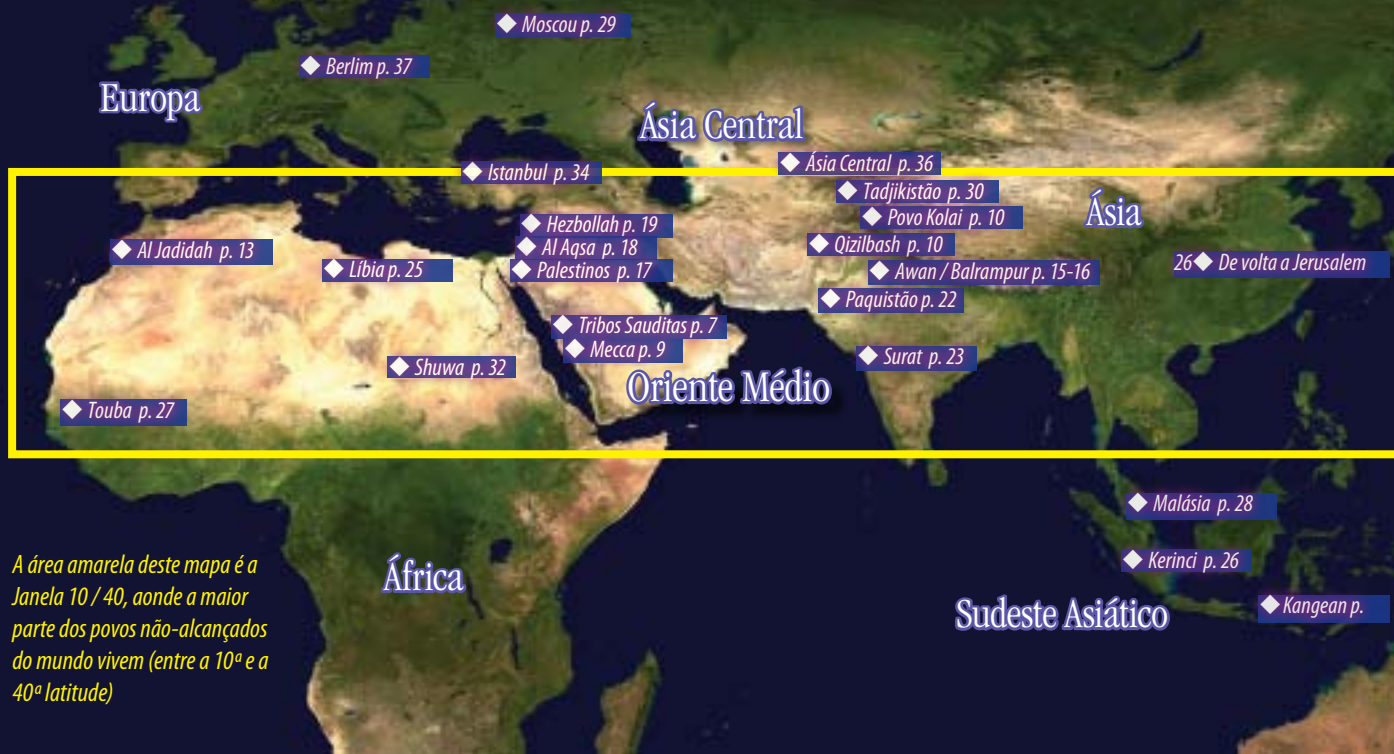 Moscou p. 29
Berlim p. 37
Europa
Ásia Central
Ásia Central p. 36
Istanbul p. 34
Tadjikistão p. 30
Hezbollah p. 19
Povo Kolai p. 10
Ásia
Al Jadidah p. 13
Al Aqsa p. 18
Qizilbash p. 10
Líbia p. 25
Palestinos p. 17
Awan / Balrampur p. 15-16
26 De volta a Jerusalem
Paquistão p. 22
Tribos Sauditas p. 7
Mecca p. 9
Surat p. 23
Shuwa p. 32
Oriente Médio
Touba p. 27
Malásia p. 28
Kerinci p. 26
África
Sudeste Asiático
Kangean p.
A área amarela deste mapa é a
Janela 10 / 40, aonde a maior
parte dos povos não-alcançados
do mundo vivem (entre a 10ª e a
40ª latitude)